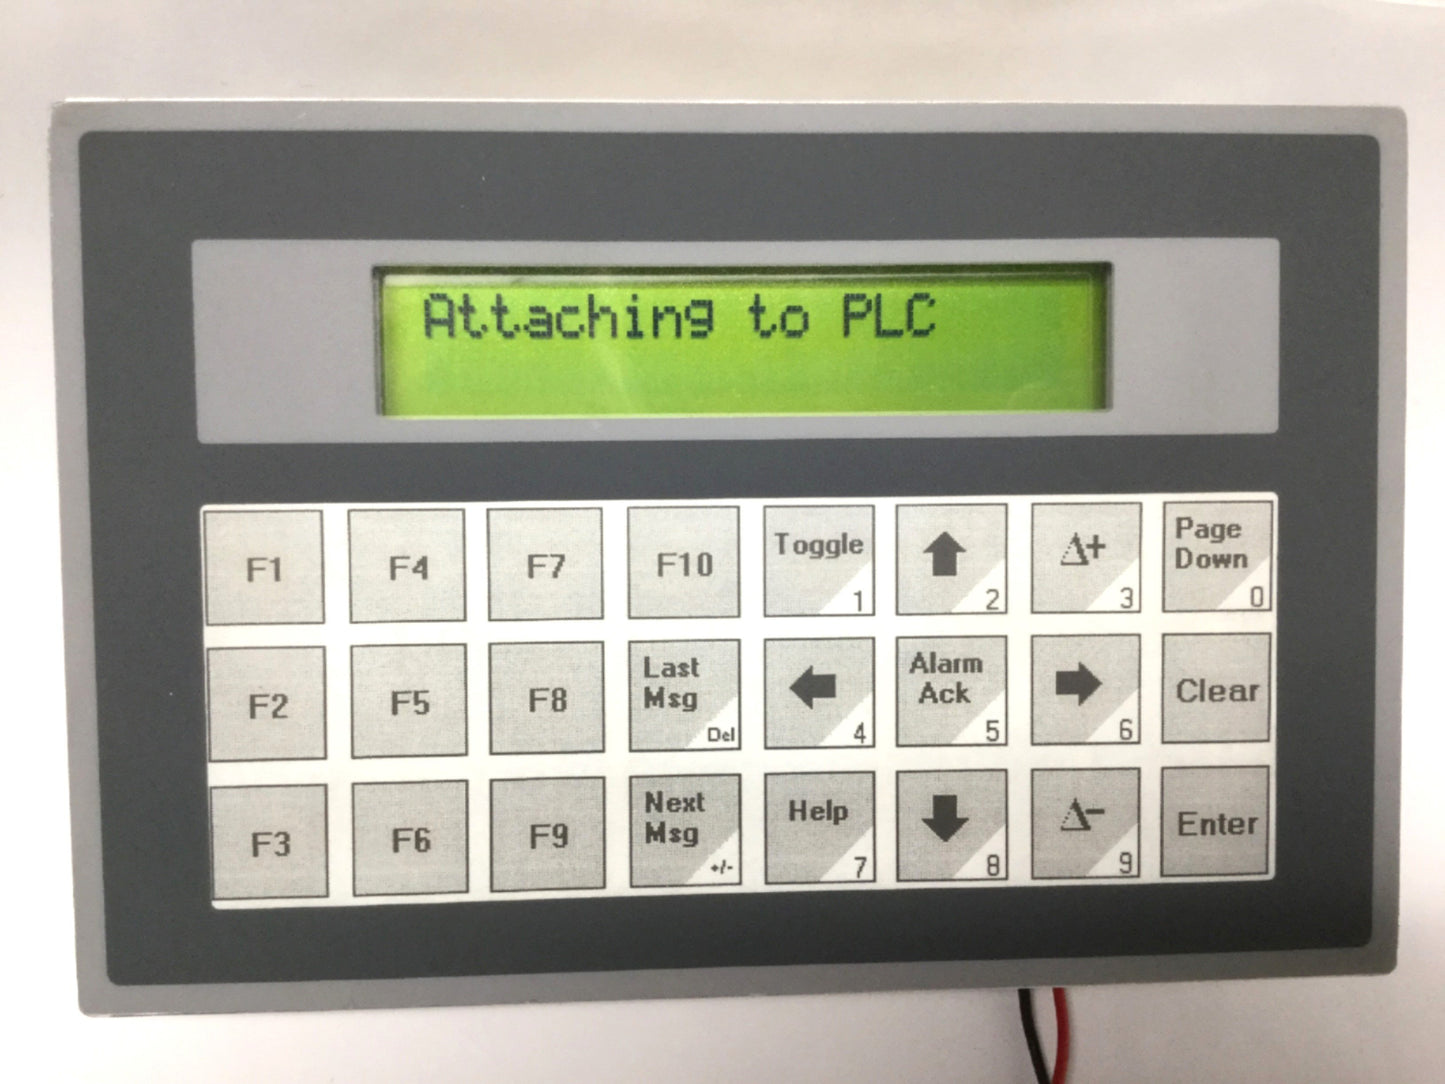 Attaching to PLC
F1
F4
F7
F10
Toggle
1
2
Δ+
3
Page
Down
0
F2
F5
F8
Last
Msg
Del
4
Alarm
Ack
5
6
Clear
F3
F6
F9
Next
Msg
+/-
Help
7
8
Δ-
9
Enter